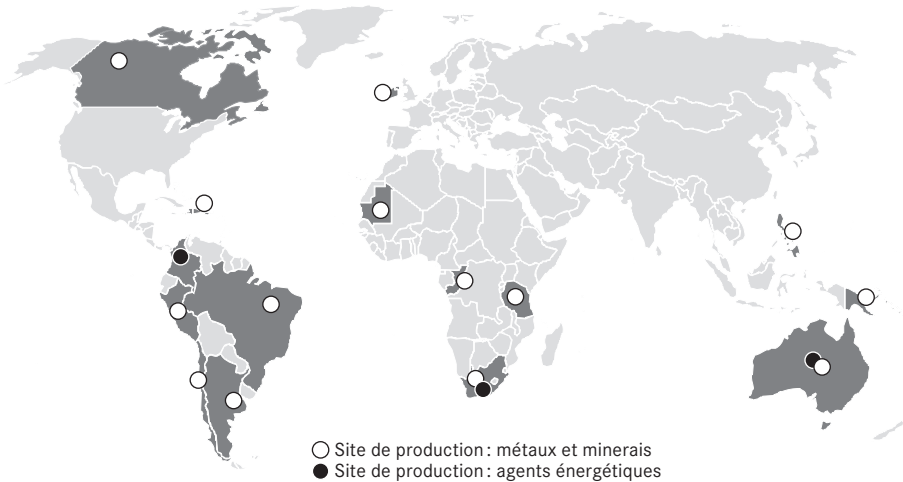 Site de production : métaux et minerais
Site de production : agents énergétiques